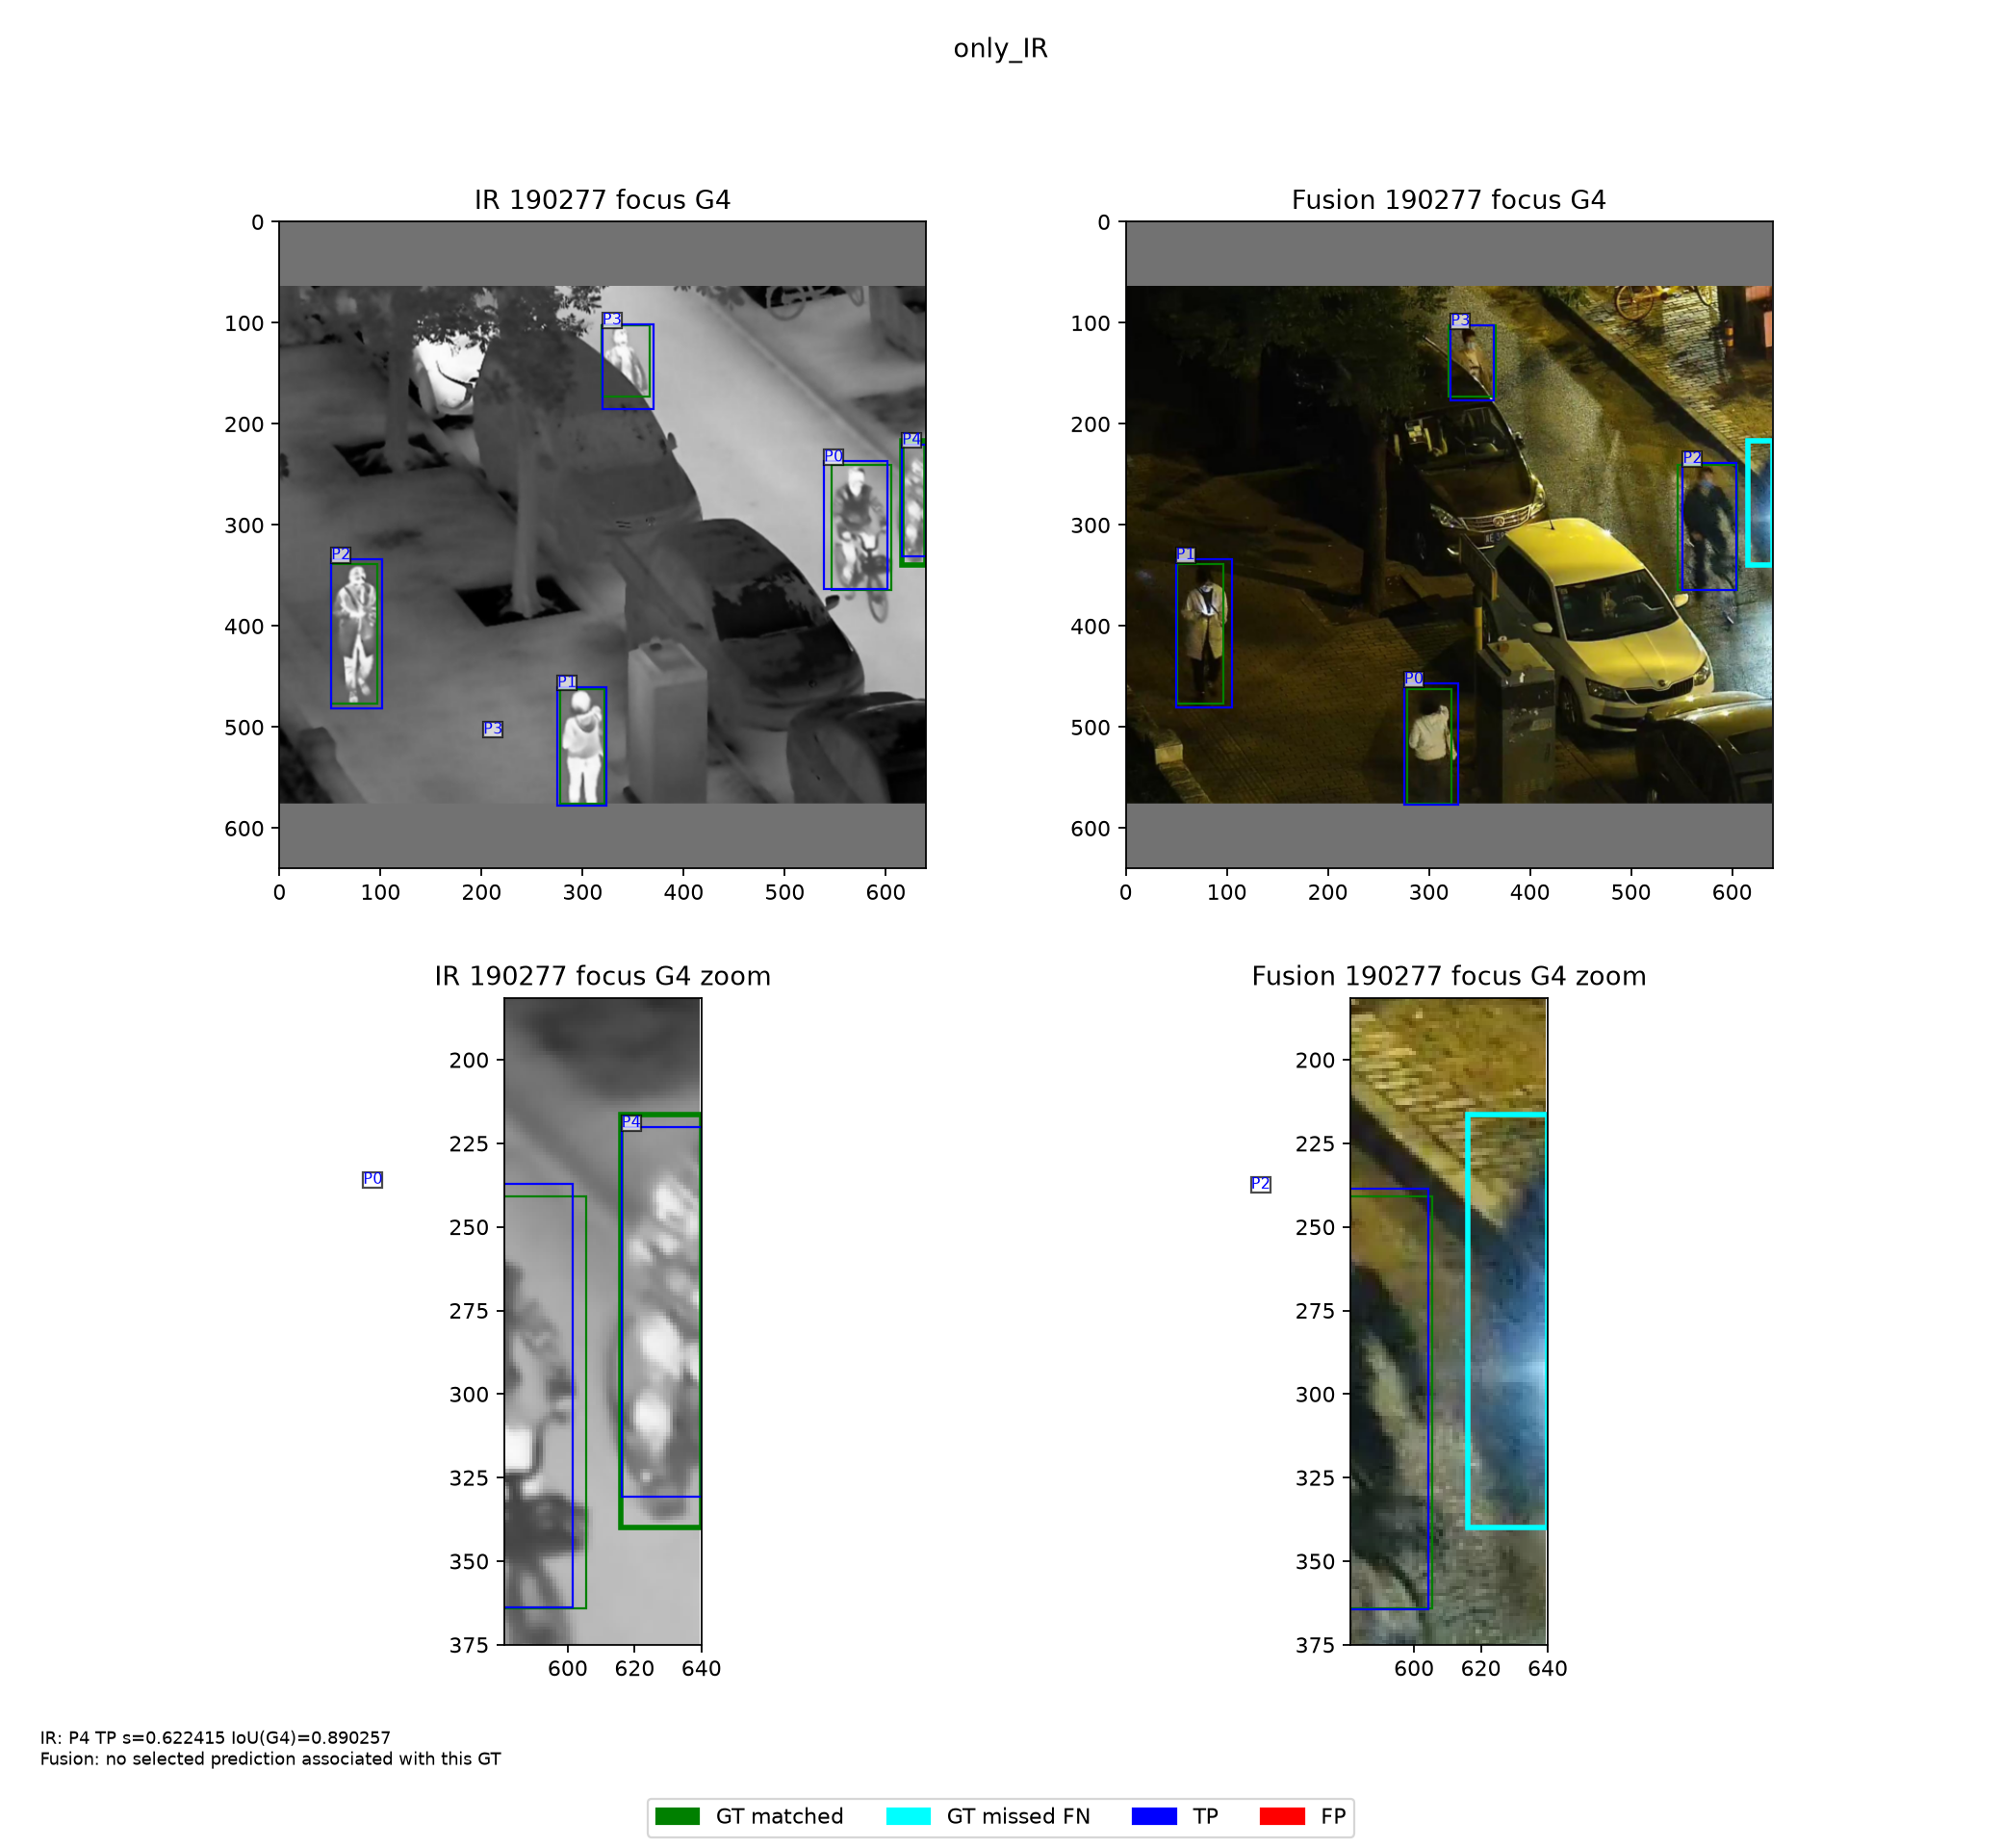 only_IR
IR 190277 focus G4
Fusion 190277 focus G4
0
100
200
300
400
500
600
0
100
200
300
400
500
600
P3
P4
P0
P2
P1
P3
0
100
200
300
400
500
600
0
100
200
300
400
500
600
P3
P2
P1
P0
IR 190277 focus G4 zoom
Fusion 190277 focus G4 zoom
200
225
250
275
300
325
350
375
600
620
640
P4
P0
200
225
250
275
300
325
350
375
600
620
640
P2
IR: P4 TP s=0.622415 IoU(G4)=0.890257
Fusion: no selected prediction associated with this GT
GT matched
GT missed FN
TP
FP